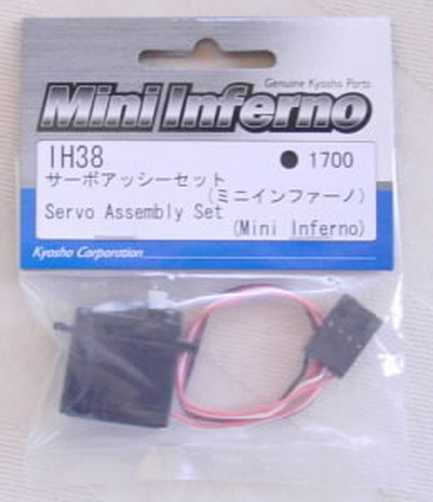 Genuine Kyosho Parts
Mini Inferno
IH38 ● 1700
サーボアッシーセット
(ミニインファーノ)
Servo Assembly Set
(Mini Inferno)
Kyosho Corporation